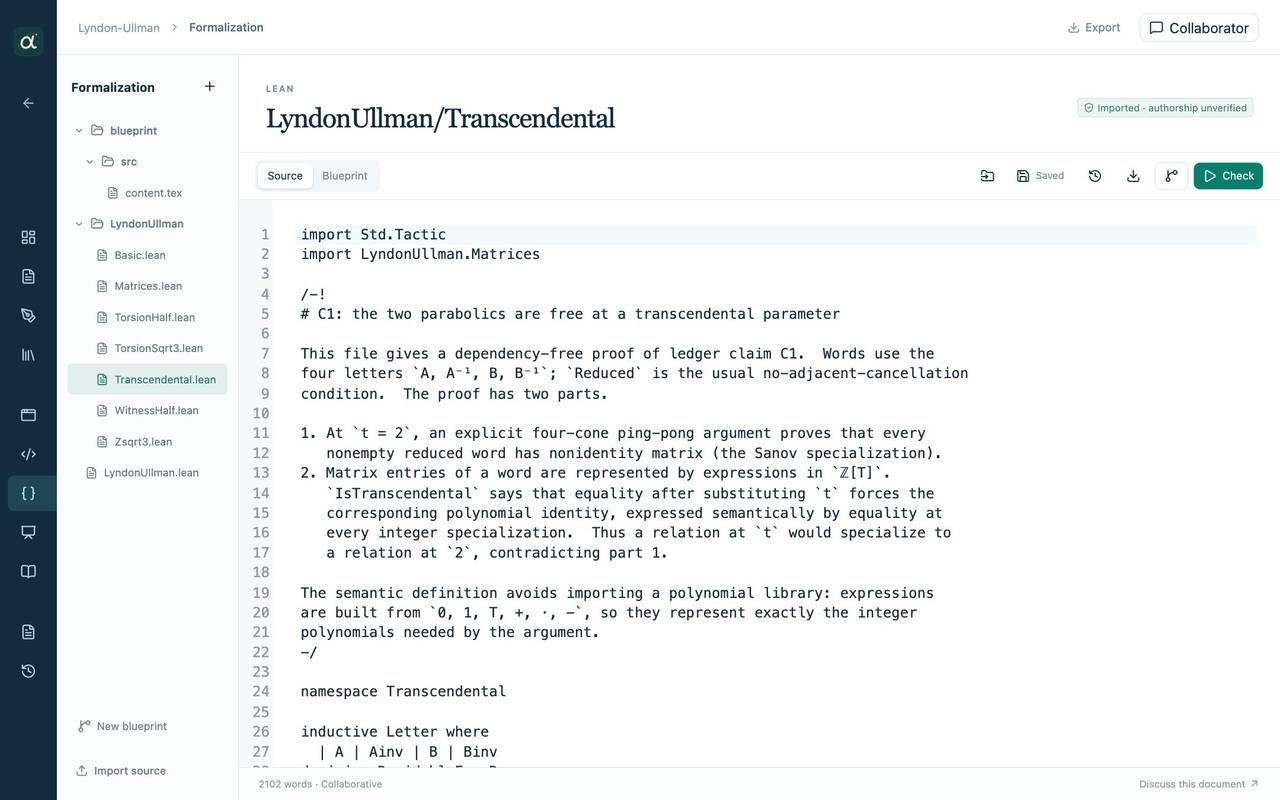 α
Lyndon-Ullman > Formalization
Export
Collaborator
Formalization
+
blueprint
src
content.tex
LyndonUllman
Basic.lean
Matrices.lean
TorsionHalf.lean
TorsionSqrt3.lean
Transcendental.lean
WitnessHalf.lean
Zsqrt3.lean
LyndonUllman.lean
New blueprint
Import source
LEAN
LyndonUllman/Transcendental
Imported · authorship unverified
Source
Blueprint
Saved
Check
1 import Std.Tactic
2 import LyndonUllman.Matrices
3
4 /-!
5 # C1: the two parabolics are free at a transcendental parameter
6
7 This file gives a dependency-free proof of ledger claim C1.  Words use the
8 four letters `A, A⁻¹, B, B⁻¹`; `Reduced` is the usual no-adjacent-cancellation
9 condition.  The proof has two parts.
10
11 1. At `t = 2`, an explicit four-cone ping-pong argument proves that every
12    nonempty reduced word has nonidentity matrix (the Sanov specialization).
13 2. Matrix entries of a word are represented by expressions in `ℤ[T]`.
14    `IsTranscendental` says that equality after substituting `t` forces the
15    corresponding polynomial identity, expressed semantically by equality at
16    every integer specialization.  Thus a relation at `t` would specialize to
17    a relation at `2`, contradicting part 1.
18
19 The semantic definition avoids importing a polynomial library: expressions
20 are built from `0, 1, T, +, ·, -`, so they represent exactly the integer
21 polynomials needed by the argument.
22 -/
23
24 namespace Transcendental
25
26 inductive Letter where
27   | A | Ainv | B | Binv
2102 words · Collaborative
Discuss this document ↗